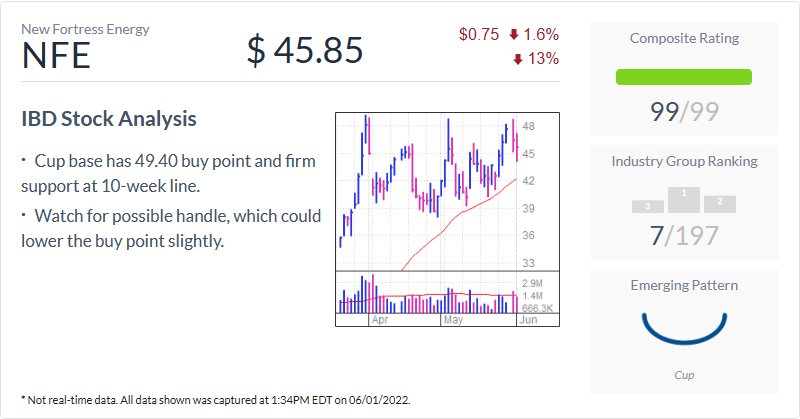 New Fortress Energy
NFE
$ 45.85
$0.75 1.6%
13%
IBD Stock Analysis
· Cup base has 49.40 buy point and firm
support at 10-week line.
· Watch for possible handle, which could
lower the buy point slightly.
48
45
42
39
36
33
2.9M
1.4M
666.3K
Apr May Jun
Composite Rating
99/99
Industry Group Ranking
3 1 2
7/197
Emerging Pattern
Cup
* Not real-time data. All data shown was captured at 1:34PM EDT on 06/01/2022.